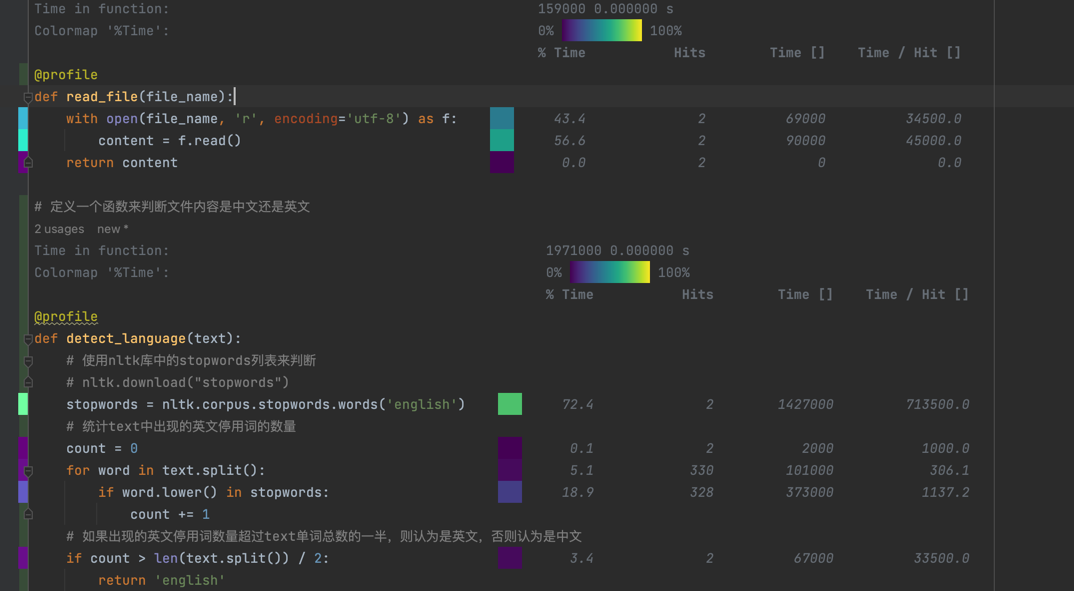 Time in function: 159000 0.000000 s
Colormap '%Time': 0% 100%
% Time Hits Time [] Time / Hit []
@profile
def read_file(file_name):
with open(file_name, 'r', encoding='utf-8') as f: 43.4 2 69000 34500.0
content = f.read() 56.6 2 90000 45000.0
return content 0.0 2 0 0.0
# 定义一个函数来判断文件内容是中文还是英文
2 usages new *
Time in function: 1971000 0.000000 s
Colormap '%Time': 0% 100%
% Time Hits Time [] Time / Hit []
@profile
def detect_language(text):
# 使用nltk库中的stopwords列表来判断
# nltk.download("stopwords")
stopwords = nltk.corpus.stopwords.words('english') 72.4 2 1427000 713500.0
# 统计text中出现的英文停用词的数量
count = 0 0.1 2 2000 1000.0
for word in text.split(): 5.1 330 101000 306.1
if word.lower() in stopwords: 18.9 328 373000 1137.2
count += 1
# 如果出现的英文停用词数量超过text单词总数的一半，则认为是英文，否则认为是中文
if count > len(text.split()) / 2: 3.4 2 67000 33500.0
return 'english'